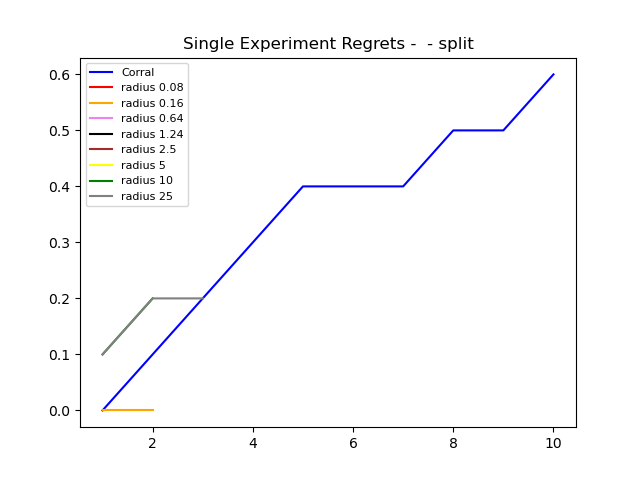 Single Experiment Regrets -  - split
Corral
radius 0.08
radius 0.16
radius 0.64
radius 1.24
radius 2.5
radius 5
radius 10
radius 25
0.6
0.5
0.4
0.3
0.2
0.1
0.0
2 4 6 8 10